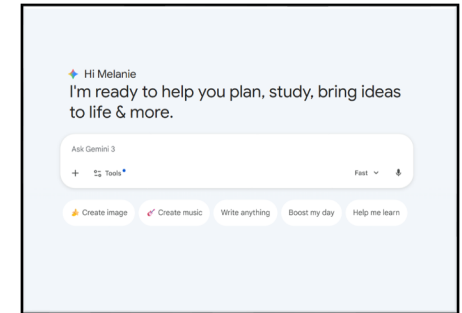 Hi Melanie
I'm ready to help you plan, study, bring ideas
to life & more.
Ask Gemini 3
Tools
Fast
Create image
Create music
Write anything
Boost my day
Help me learn